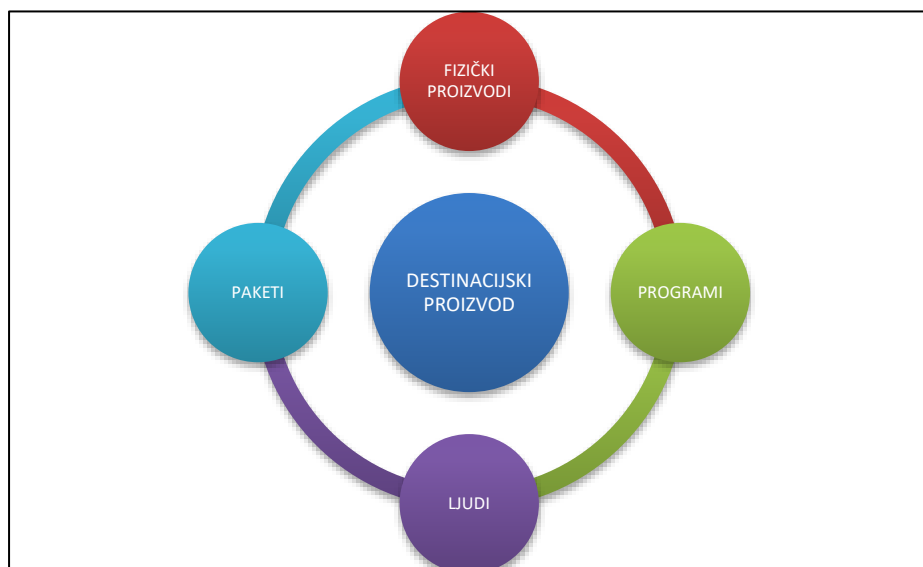 FIZIČKI
PROIZVODI
PAKETI
DESTINACIJSKI
PROIZVOD
PROGRAMI
LJUDI